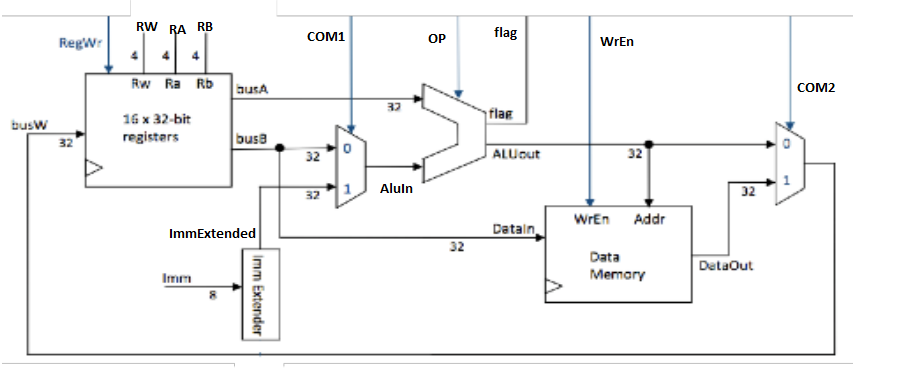 RW RA RB
RegWr
COM1
OP
flag
WrEn
COM2
4 4 4
Rw Ra Rb
busA
32
16 x 32-bit
registers
flag
busW
32
busB
32
0
ALUout
32
0
32
1
AluIn
32
1
WrEn Addr
ImmExtended
DataIn
32
Data
Memory
DataOut
Imm
8
Imm Extender